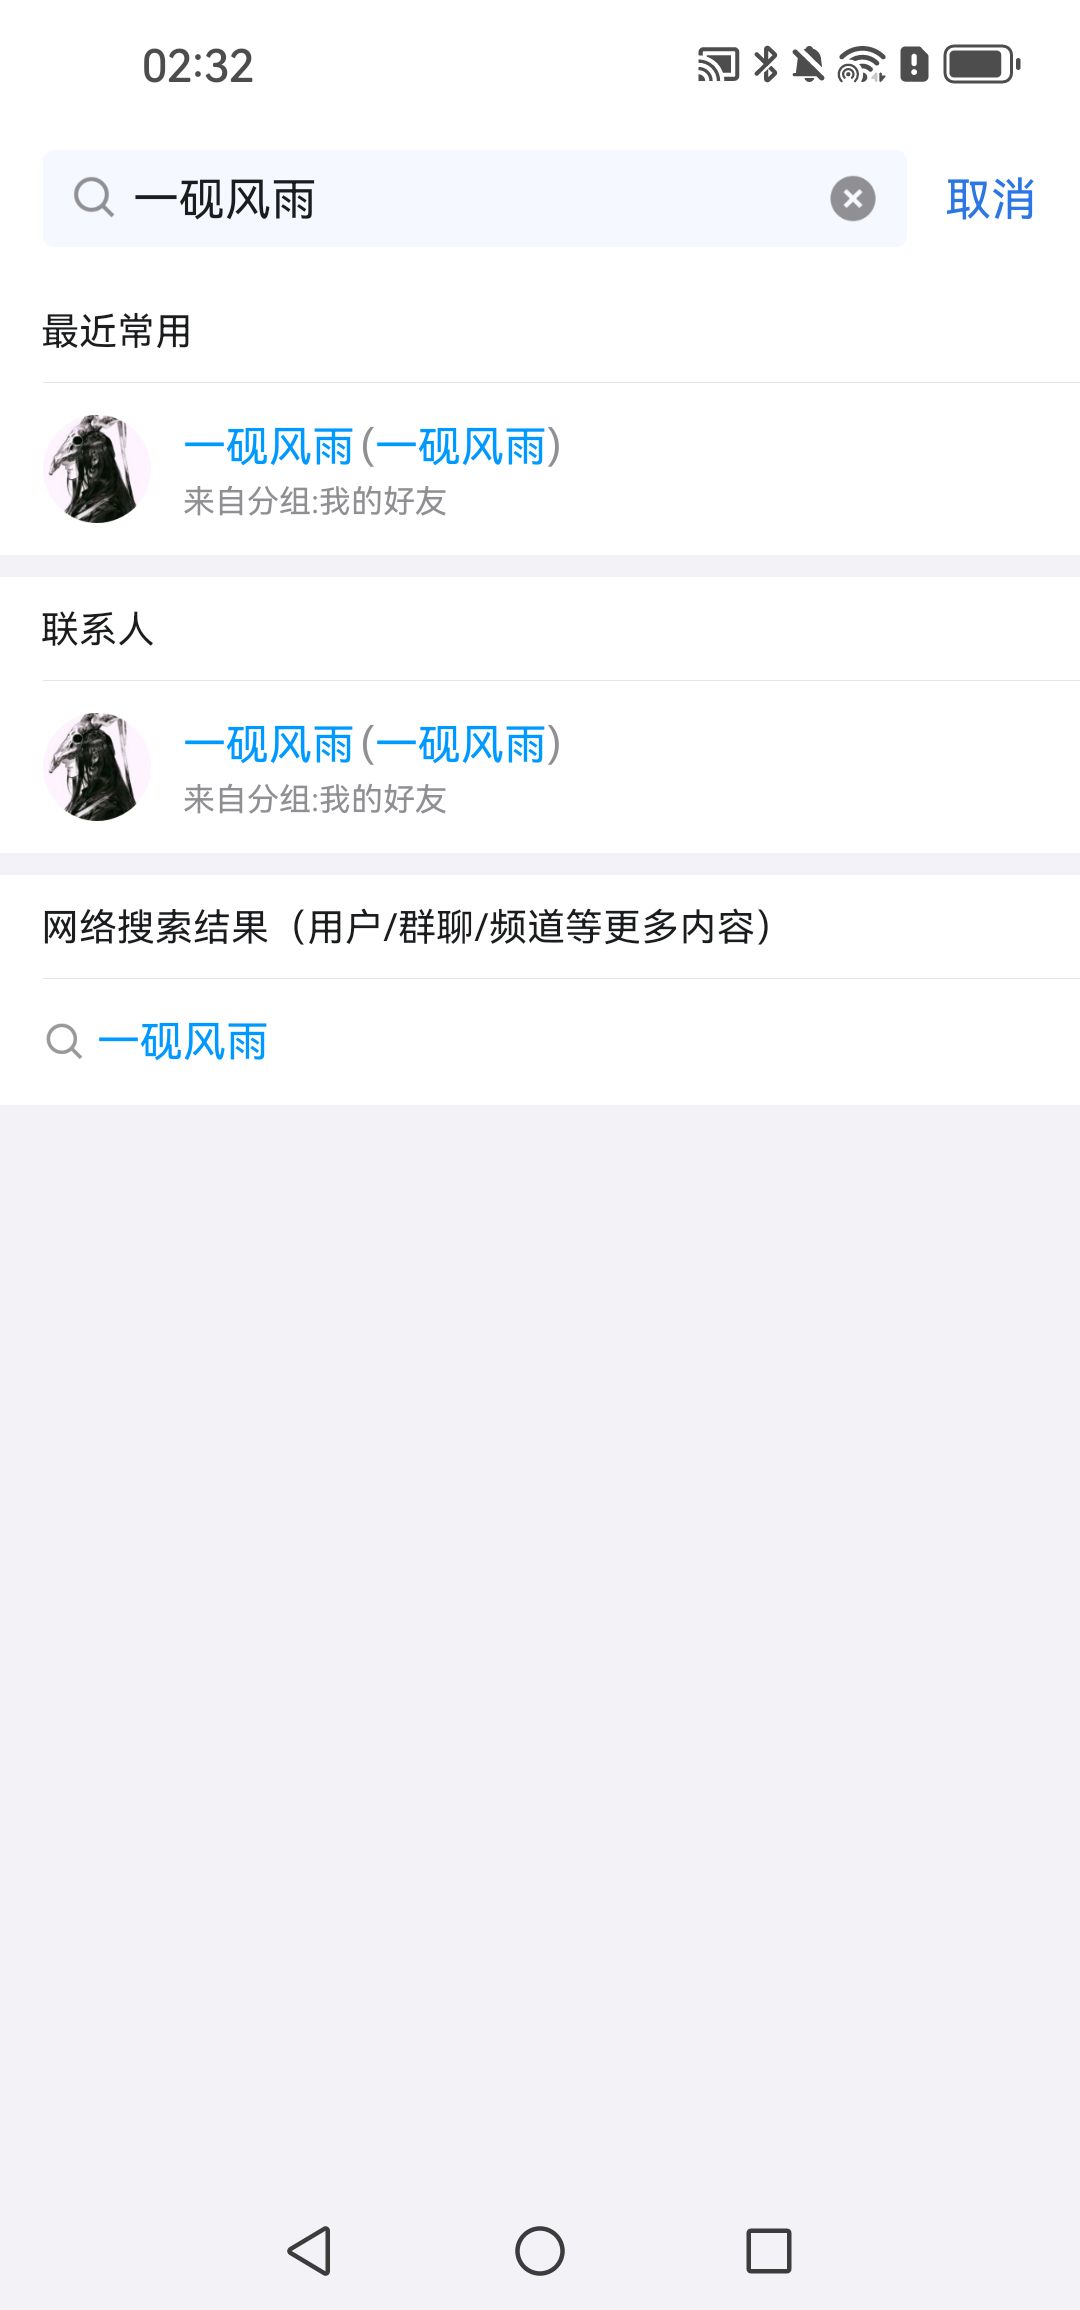 02:32
一砚风雨
取消
最近常用
一砚风雨(一砚风雨)
来自分组:我的好友
联系人
一砚风雨(一砚风雨)
来自分组:我的好友
网络搜索结果（用户/群聊/频道等更多内容）
一砚风雨